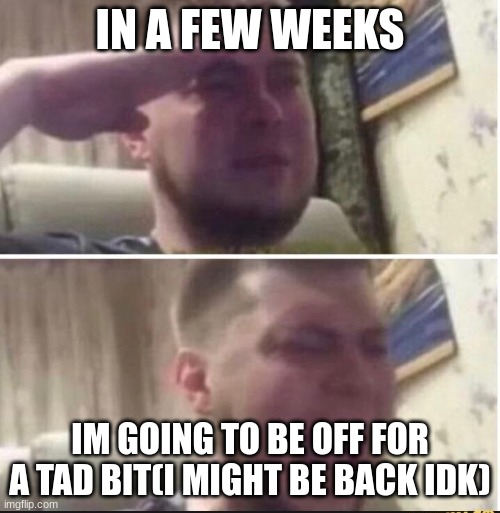 IN A FEW WEEKS
IM GOING TO BE OFF FOR
A TAD BIT(I MIGHT BE BACK IDK)
imgflip.com